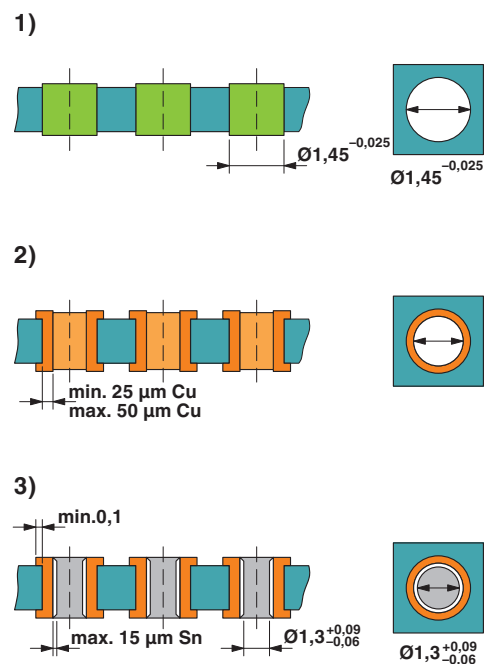 1)
Ø1,45 –0,025
Ø1,45 –0,025
2)
min. 25 µm Cu
max. 50 µm Cu
3)
min.0,1
max. 15 µm Sn
Ø1,3 +0,09 –0,06
Ø1,3 +0,09 –0,06